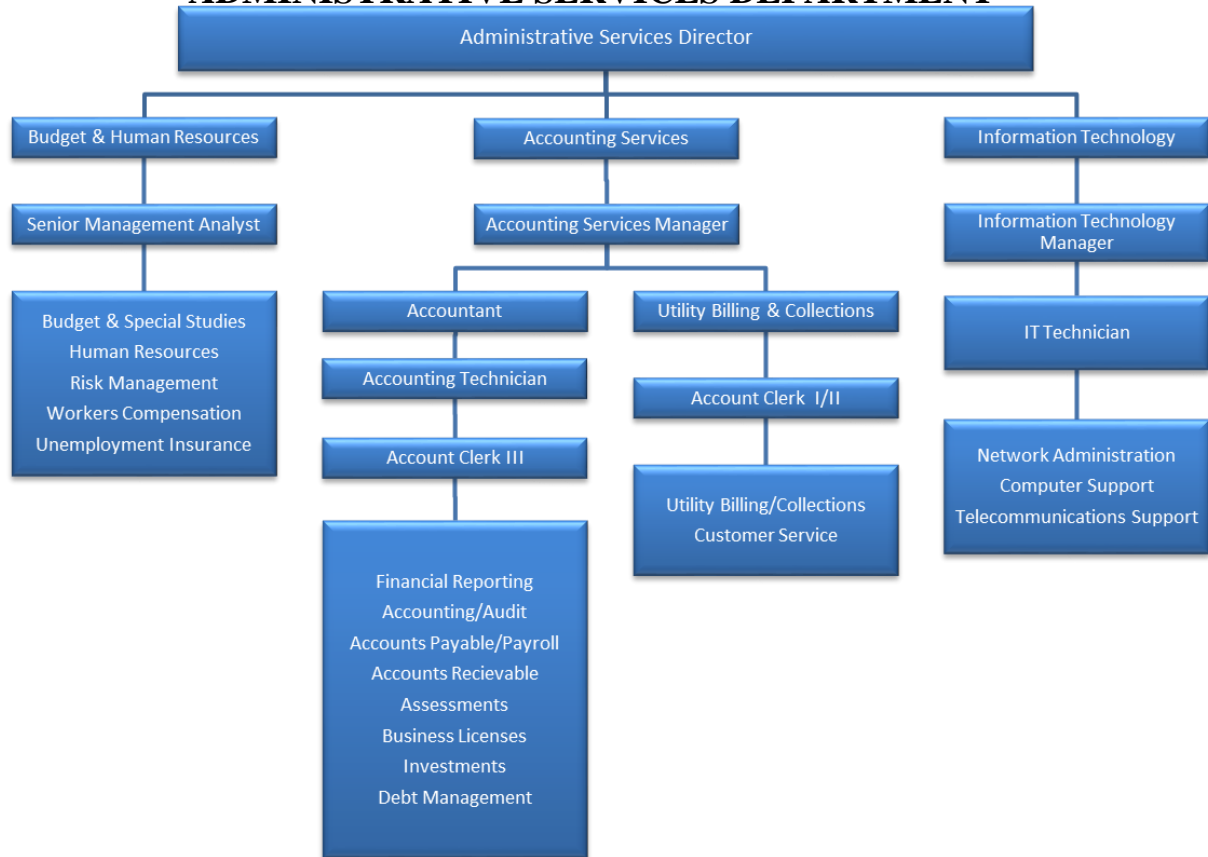 ADMINISTRATIVE SERVICES DEPARTMENT
Administrative Services Director
Budget & Human Resources
Accounting Services
Information Technology
Senior Management Analyst
Accounting Services Manager
Information Technology
Manager
Budget & Special Studies
Human Resources
Risk Management
Workers Compensation
Unemployment Insurance
Accountant
Utility Billing & Collections
IT Technician
Accounting Technician
Account Clerk I/II
Account Clerk III
Network Administration
Computer Support
Telecommunications Support
Utility Billing/Collections
Customer Service
Financial Reporting
Accounting/Audit
Accounts Payable/Payroll
Accounts Recievable
Assessments
Business Licenses
Investments
Debt Management